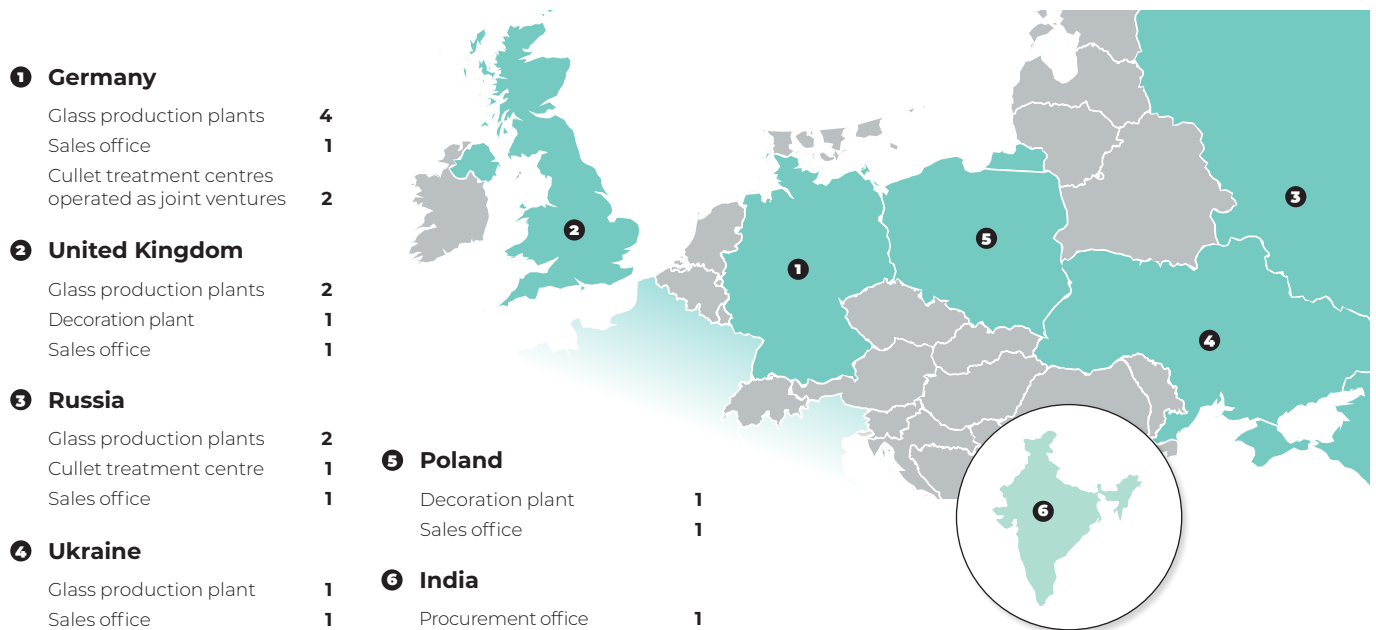 1 Germany
Glass production plants 4
Sales office 1
Cullet treatment centres
operated as joint ventures 2
2 United Kingdom
Glass production plants 2
Decoration plant 1
Sales office 1
3 Russia
Glass production plants 2
Cullet treatment centre 1
Sales office 1
4 Ukraine
Glass production plant 1
Sales office 1
5 Poland
Decoration plant 1
Sales office 1
6 India
Procurement office 1
2
1
5
3
4
6